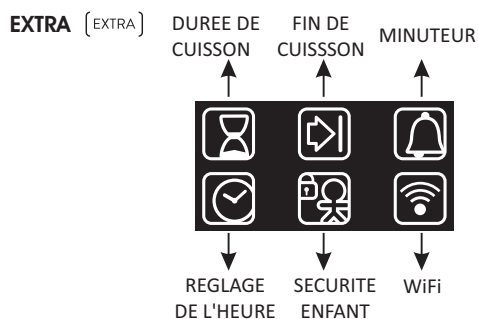 EXTRA [EXTRA]
DUREE DE
CUISSON
FIN DE
CUISSSON
MINUTEUR
REGLAGE
DE L'HEURE
SECURITE
ENFANT
WiFi